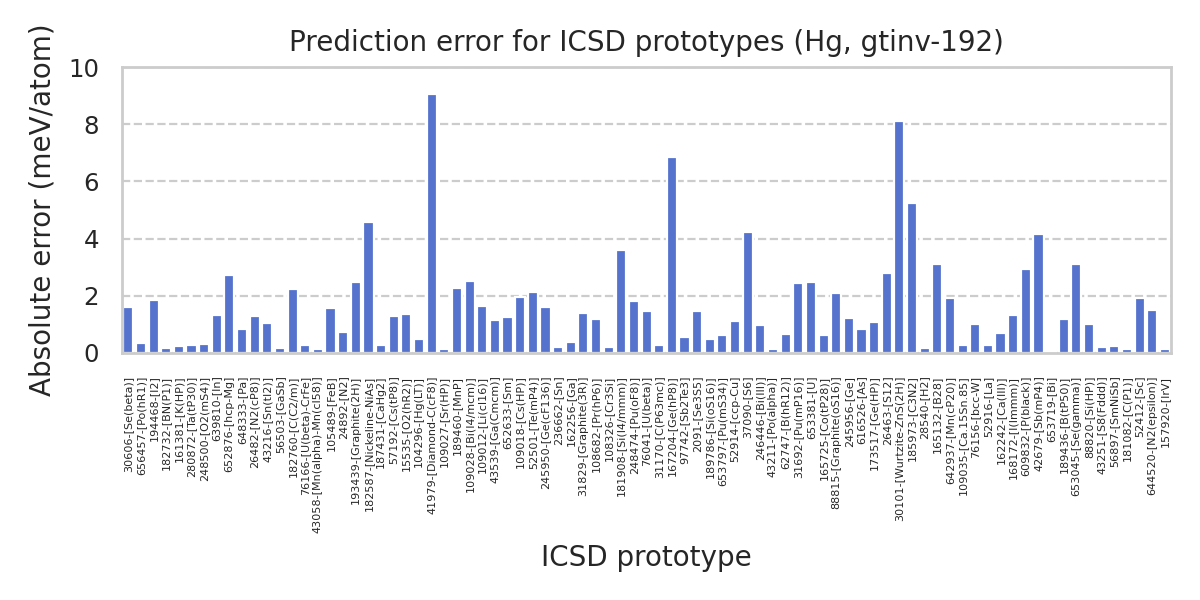 Prediction error for ICSD prototypes (Hg, gtinv-192)
Absolute error (meV/atom)
10
8
6
4
2
0
30606-[Se(beta)]
656457-[Po(hR1)]
194468-[I2]
182732-[BN(P1)]
161381-[K(HP)]
280872-[Ta(tP30)]
248500-[O2(mS4)]
639810-[In]
652876-[hcp-Mg]
648333-[Pa]
26482-[N2(cP8)]
43216-[Sn(tI2)]
5603-[GaSb]
182760-[C(C2/m)]
76166-[U(beta)-CrFe]
43058-[Mn(alpha)-Mn(cI58)]
105489-[FeB]
24892-[N2]
193439-[Graphite(2H)]
182587-[Nickeline-NiAs]
187431-[CaHg2]
57192-[Cs(tP8)]
15535-[O2(hR2)]
104296-[Hg(LT)]
41979-[Diamond-C(cF8)]
109027-[Sr(HP)]
189460-[MnP]
109028-[Bi(I4/mcm)]
109012-[Li(cI16)]
43539-[Ga(Cmcm)]
652633-[Sm]
109018-[Cs(HP)]
52501-[Te(mP4)]
245950-[Ge(cF136)]
236662-[Sn]
162256-[Ga]
31829-[Graphite(3R)]
108682-[Pr(hP6)]
108326-[Cr3Si]
181908-[Si(I4/mmm)]
248474-[Pu(oF8)]
76041-[U(beta)]
31170-[C(P63mc)]
167204-[Ge(hP8)]
97742-[Sb2Te3]
2091-[Se3S5]
189786-[Si(oS16)]
653797-[Pu(mS34)]
52914-[ccp-Cu]
37090-[S6]
246446-[Bi(III)]
43211-[Po(alpha)]
62747-[B(hR12)]
31692-[Pu(mP16)]
653381-[U]
165725-[Co(tP28)]
88815-[Graphite(oS16)]
245956-[Ge]
616526-[As]
173517-[Ge(HP)]
26463-[S12]
30101-[Wurtzite-ZnS(2H)]
185973-[C3N2]
28540-[H2]
165132-[B28]
642937-[Mn(cP20)]
109035-[Ca.15Sn.85]
76156-[bcc-W]
52916-[La]
162242-[Ca(III)]
168172-[I(Immm)]
609832-[P(black)]
653719-[Bi]
42679-[Sb(mP4)]
189436-[B(tP50)]
653045-[Se(gamma)]
88820-[Si(HP)]
43251-[S8(Fddd)]
56897-[SmNiSb]
181082-[C(P1)]
52412-[Sc]
644520-[N2(epsilon)]
157920-[IrV]
ICSD prototype